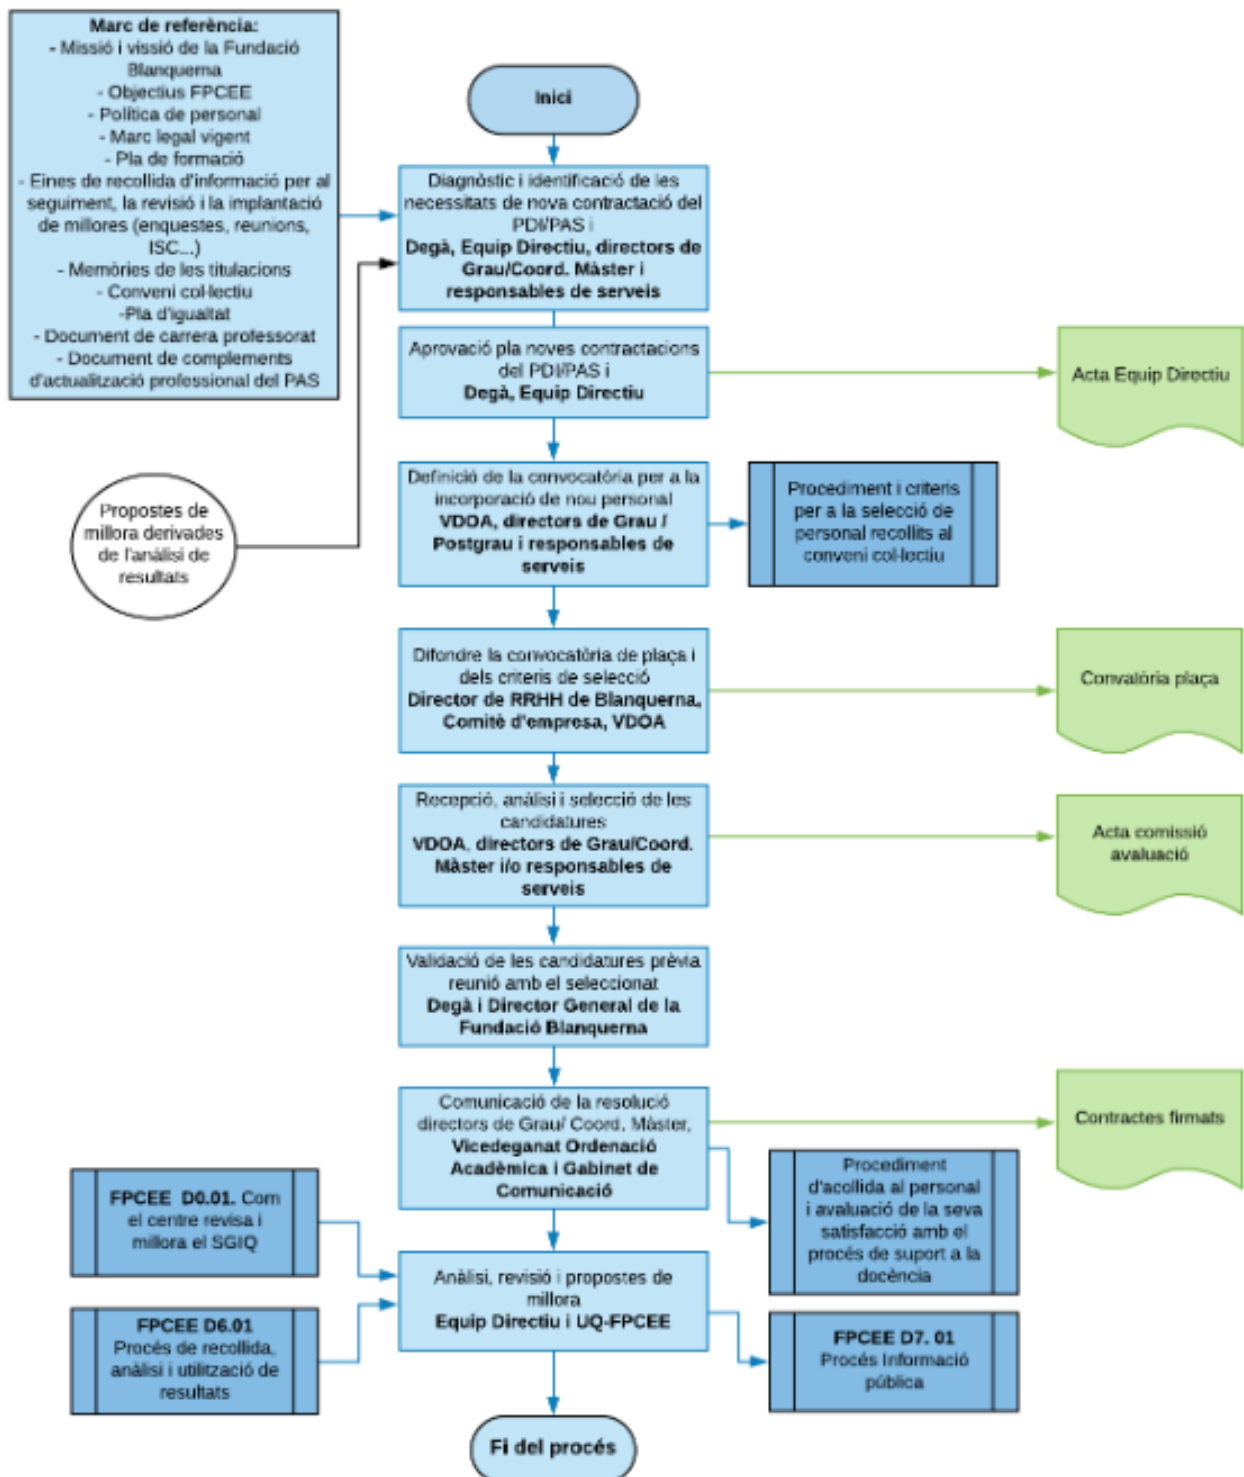 Marc de referència:
- Missió i vissió de la Fundació
Blanquerna
- Objectius FPCEE
- Política de personal
- Marc legal vigent
- Pla de formació
- Eines de recollida d'informació per al
seguiment, la revisió i la implantació
de millores (enquestes, reunions,
ISC...)
- Memòries de les titulacions
- Conveni col·lectiu
-Pla d'igualtat
- Document de carrera professorat
- Document de complements
d'actualització professional del PAS
Inici
Diagnòstic i identificació de les
necessitats de nova contractació del
PDI/PAS i
Degà, Equip Directiu, directors de
Grau/Coord. Màster i
responsables de serveis
Aprovació pla noves contractacions
del PDI/PAS i
Degà, Equip Directiu
Acta Equip Directiu
Propostes de
millora derivades
de l'anàlisi de
resultats
Definició de la convocatória per a la
incorporació de nou personal
VDOA, directors de Grau /
Postgrau i responsables de
serveis
Procediment i criteris
per a la selecció de
personal recollits al
conveni col·lectiu
Difondre la convocatória de plaça i
dels criteris de selecció
Director de RRHH de Blanquerna,
Comitè d'empresa, VDOA
Convatória plaça
Recepció, anàlisi i selecció de les
candidatures
VDOA, directors de Grau/Coord.
Màster i/o responsables de
serveis
Acta comissió
avaluació
Validació de les candidatures prèvia
reunió amb el seleccionat
Degà i Director General de la
Fundació Blanquerna
Comunicació de la resolució
directors de Grau/ Coord, Màster,
Vicedeganat Ordenació
Acadèmica i Gabinet de
Comunicació
Contractes firmats
Procediment
d'acollida al personal
i avaluació de la seva
satisfacció amb el
procés de suport a la
docència
FPCEE D0.01. Com
el centre revisa i
millora el SGIQ
Anàlisi, revisió i propostes de
millora
Equip Directiu i UQ-FPCEE
FPCEE D6.01
Procés de recollida,
anàlisi i utilització de
resultats
FPCEE D7. 01
Procés Informació
pública
Fi del procés